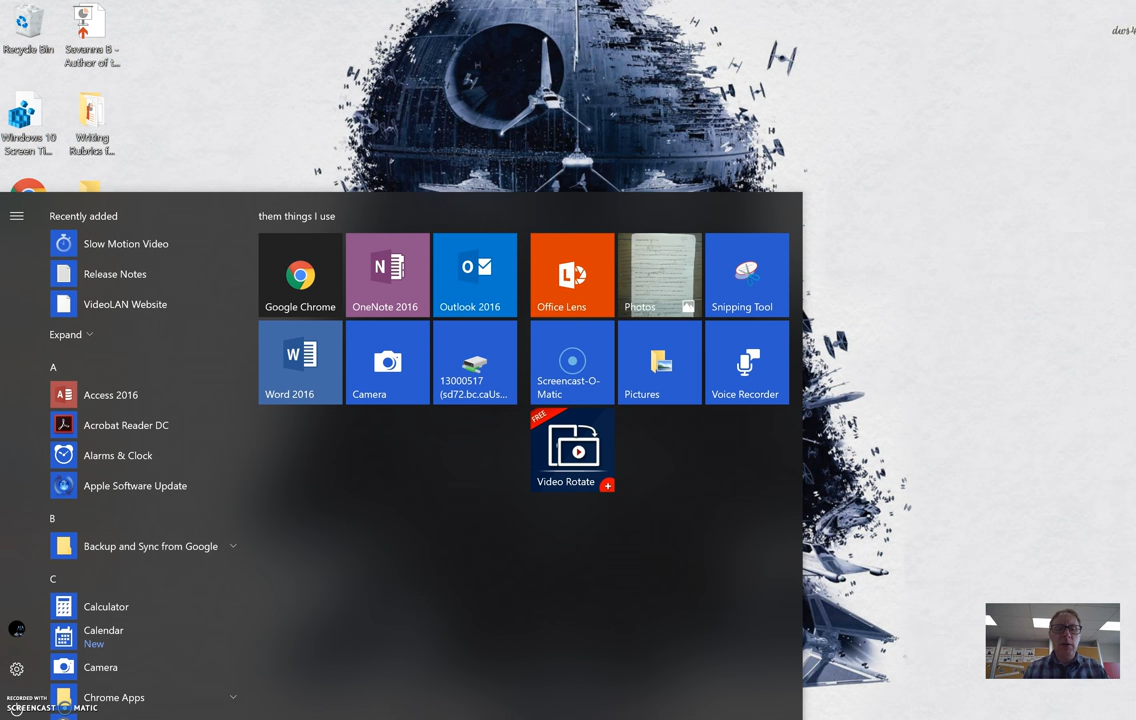 Recycle Bin
Savanna B -
Author of t...
Windows 10
Screen Ti...
Writing
Rubrics f...
Recently added
Slow Motion Video
Release Notes
VideoLAN Website
Expand
A
Access 2016
Acrobat Reader DC
Alarms & Clock
Apple Software Update
B
Backup and Sync from Google
C
Calculator
Calendar
New
Camera
Chrome Apps
RECORDED WITH
SCREENCAST-O-MATIC
them things I use
Google Chrome
OneNote 2016
Outlook 2016
Office Lens
Photos
Snipping Tool
Word 2016
Camera
13000517
(sd72.bc.caUs...
Screencast-O-
Matic
Pictures
Voice Recorder
FREE
Video Rotate